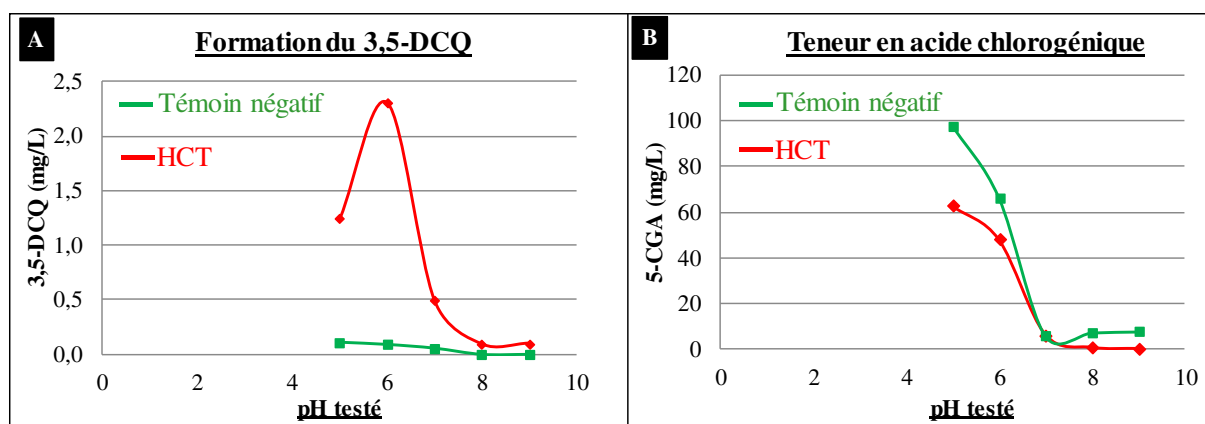 A
Formation du 3,5-DCQ
2,5
2,0
1,5
1,0
0,5
0,0
3,5-DCQ (mg/L)
Témoin négatif
HCT
0
2
4
6
8
10
pH testé
B
Teneur en acide chlorogénique
120
100
80
60
40
20
0
5-CGA (mg/L)
Témoin négatif
HCT
0
2
4
6
8
10
pH testé